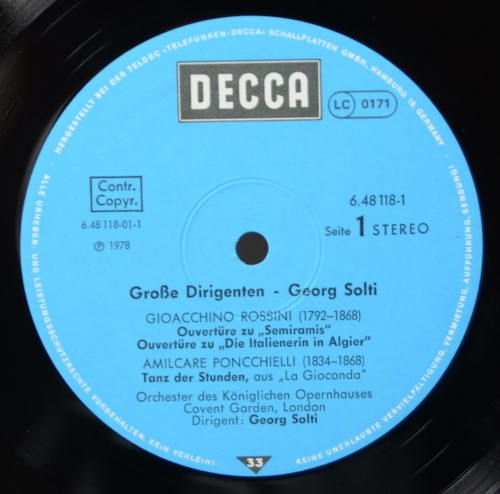 HERGESTELLT BEI DER TELDEC »TELEFUNKEN-DECCA« SCHALLPLATTEN GMBH, HAMBURG 19, GERMANY
DECCA
LC 0171
Contr.
Copyr.
6.48 118-01-1
Ⓟ 1978
6.48 118-1
Seite 1 STEREO
Große Dirigenten - Georg Solti
GIOACCHINO ROSSINI (1792–1868)
Ouvertüre zu „Semiramis“
Ouvertüre zu „Die Italienerin in Algier“
AMILCARE PONCCHIELLI (1834–1868)
Tanz der Stunden, aus „La Gioconda“
Orchester des Königlichen Opernhauses
Covent Garden, London
Dirigent: Georg Solti
33
ALLE URHEBER- UND LEISTUNGSSCHUTZRECHTE VORBEHALTEN. KEIN VERLEIH!
KEINE UNERLAUBTE VERVIELFÄLTIGUNG, VERMIETUNG, AUFFÜHRUNG, SENDUNG!